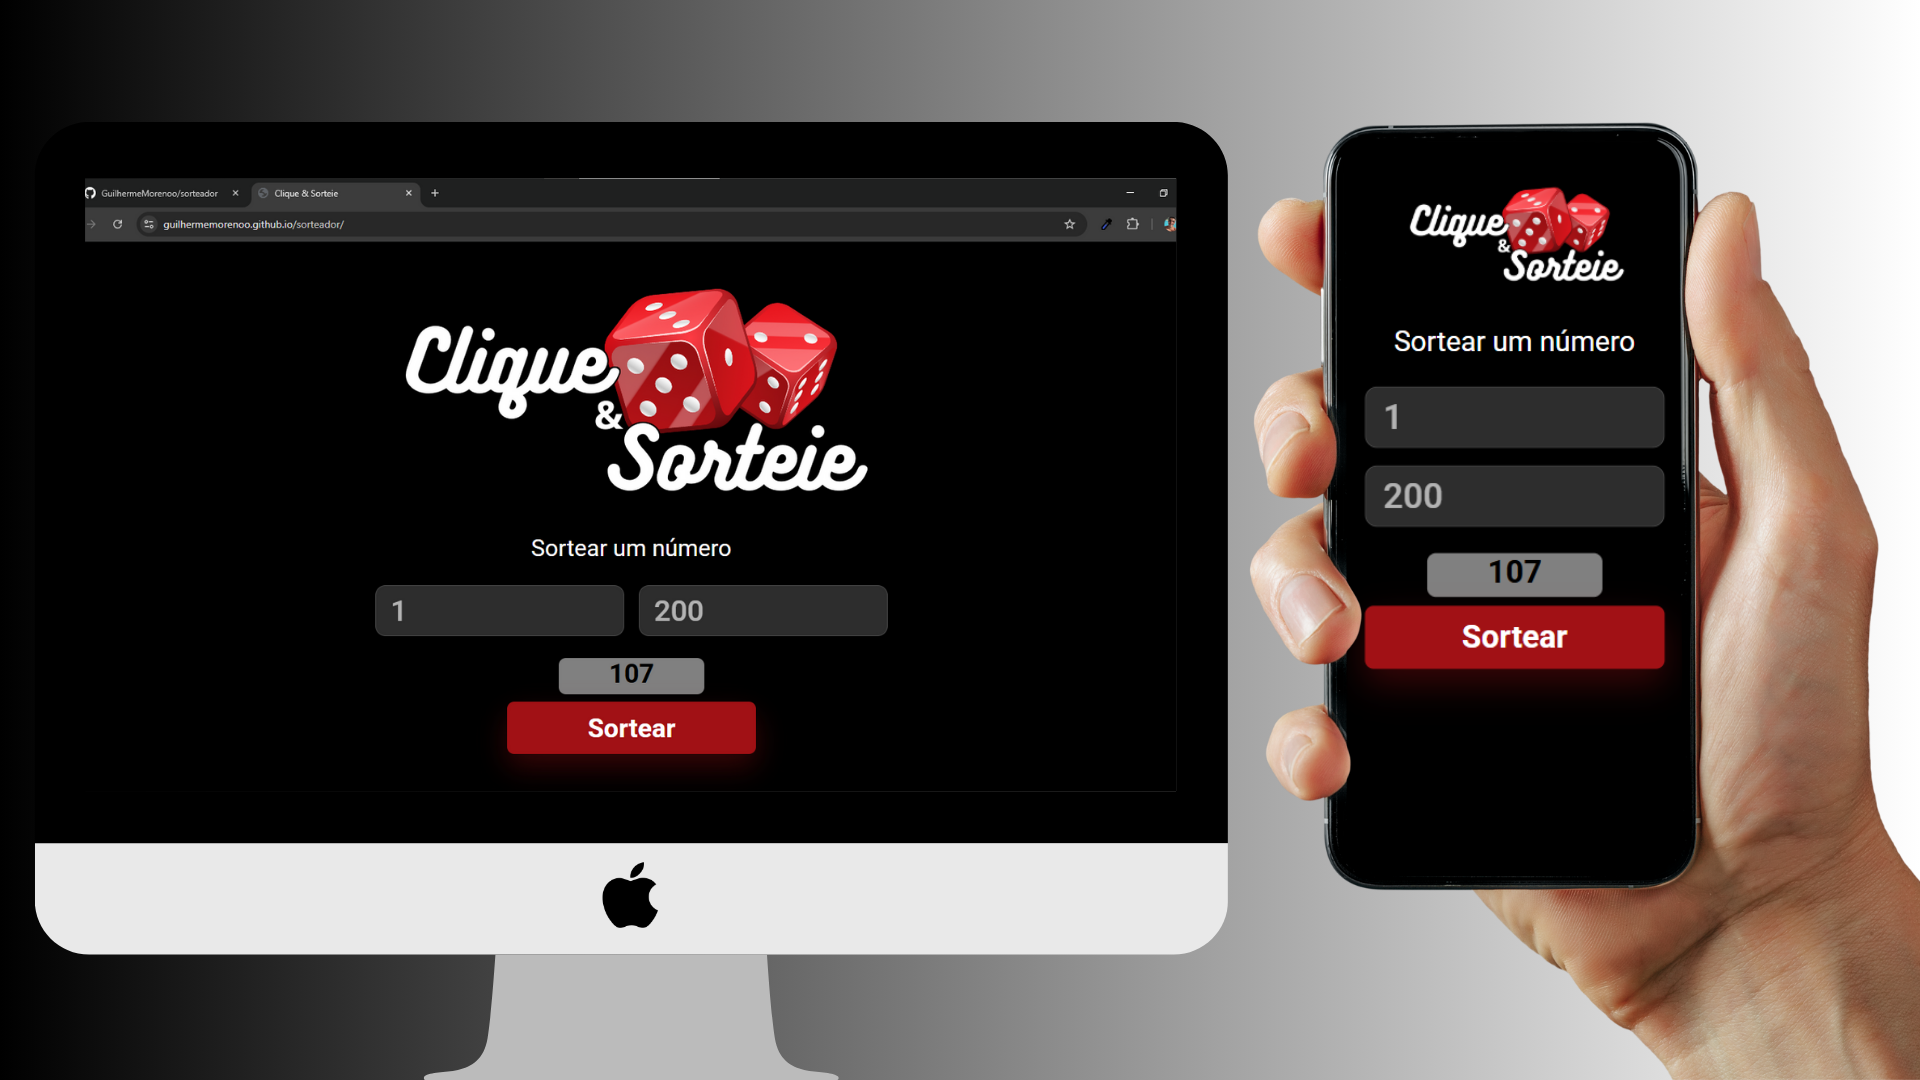 GuilhermeMorenoo/sorteador
Clique & Sorteie
guilhermemorenoo.github.io/sorteador/
Clique
&
Sorteie
Sortear um número
1
200
107
Sortear
Clique
&
Sorteie
Sortear um número
1
200
107
Sortear